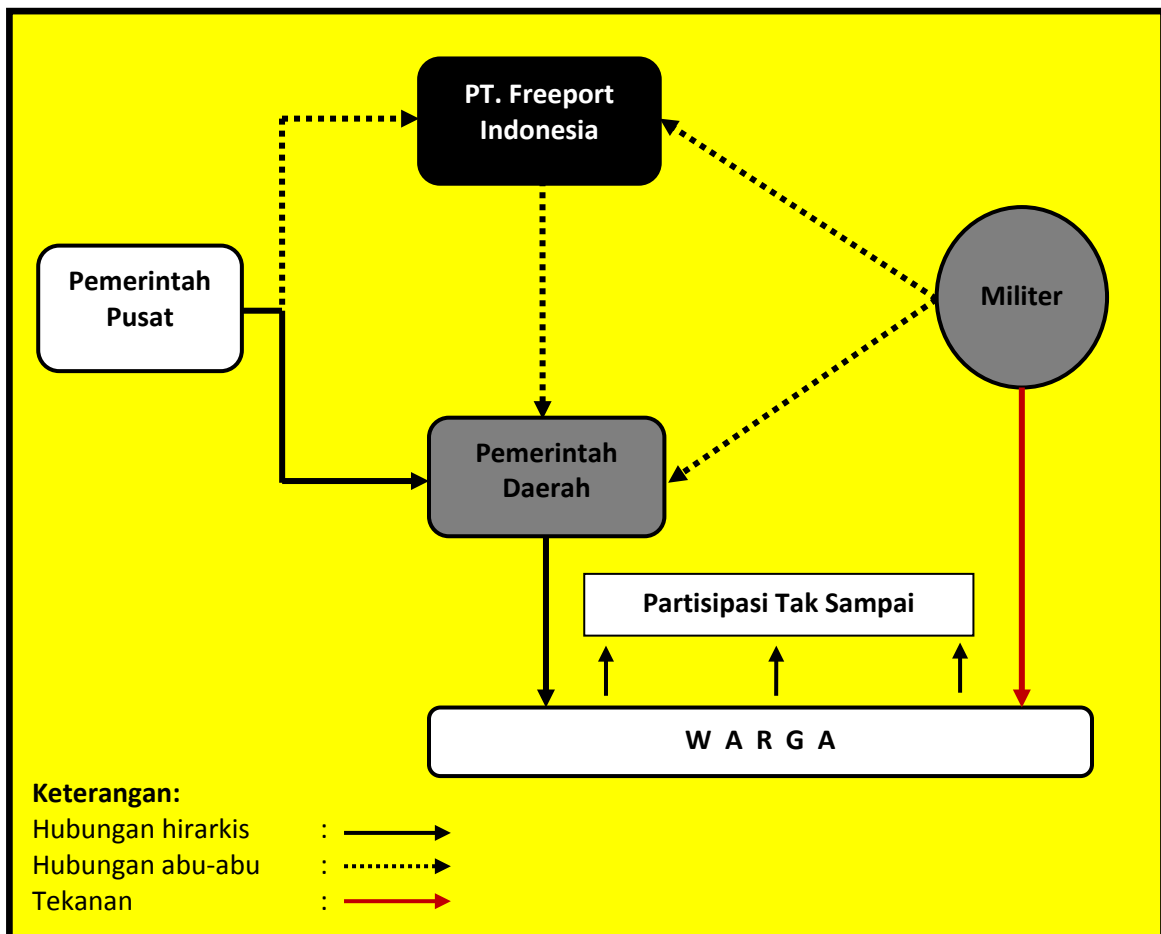 PT. Freeport
Indonesia
Pemerintah
Pusat
Militer
Pemerintah
Daerah
Partisipasi Tak Sampai
W A R G A
Keterangan:
Hubungan hirarkis :
Hubungan abu-abu :
Tekanan :